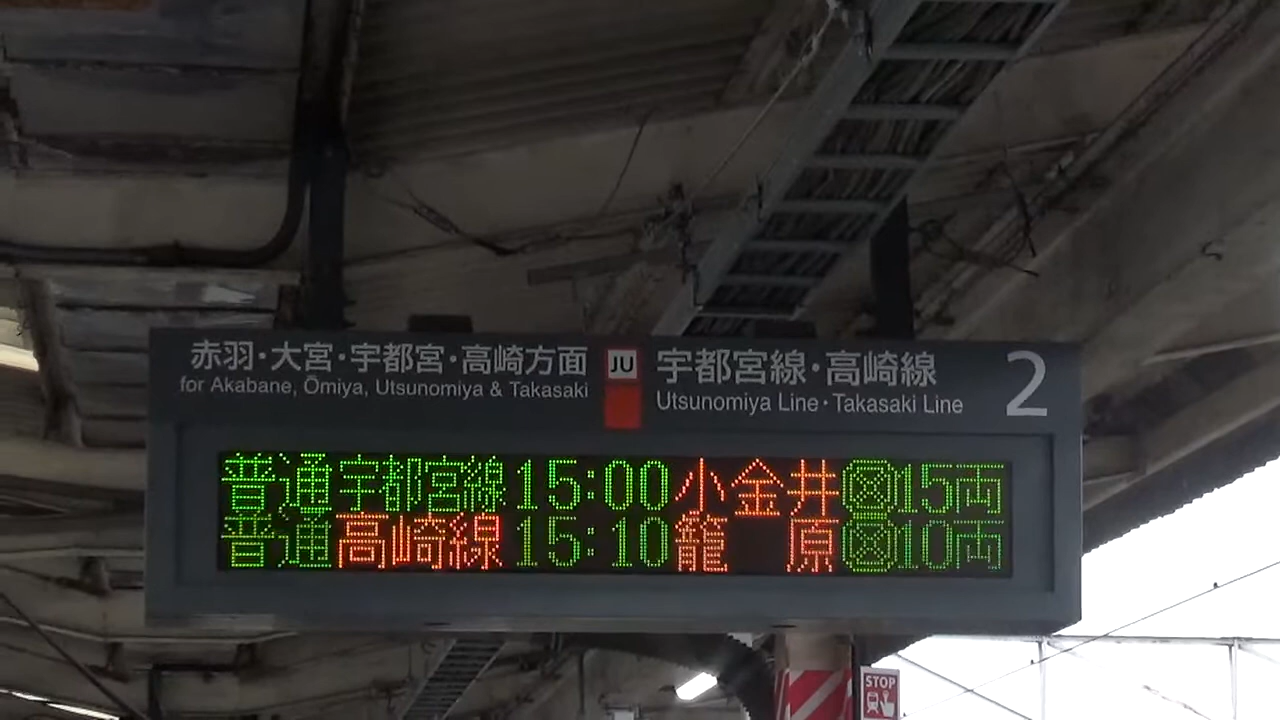 赤羽・大宮・宇都宮・高崎方面
for Akabane, Ōmiya, Utsunomiya & Takasaki
JU
宇都宮線・高崎線
Utsunomiya Line・Takasaki Line
2
普通 宇都宮線 15:00 小金井 15両
普通 高崎線 15:10 籠原 10両
STOP